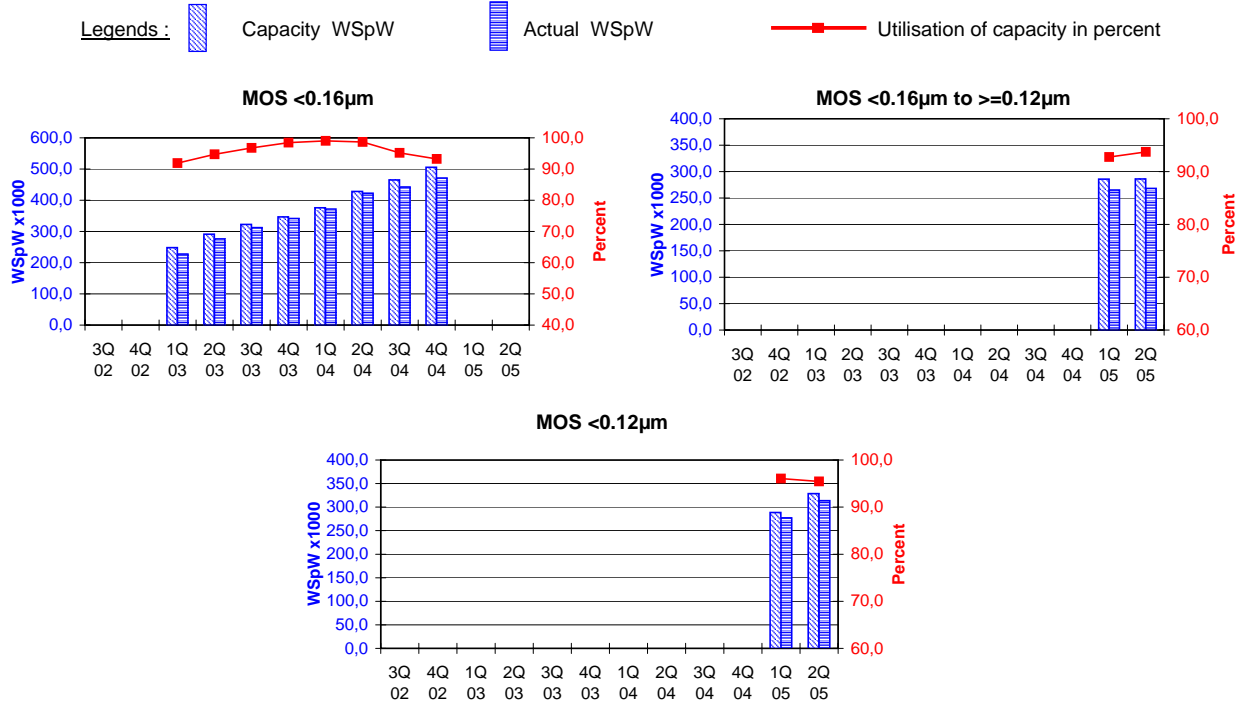 Legends : Capacity WSpW Actual WSpW Utilisation of capacity in percent
MOS <0.16µm
WSpW x1000
600,0
500,0
400,0
300,0
200,0
100,0
0,0
100,0
90,0
80,0
70,0
60,0
50,0
40,0
Percent
3Q 4Q 1Q 2Q 3Q 4Q 1Q 2Q 3Q 4Q 1Q 2Q
02 02 03 03 03 03 04 04 04 04 05 05
MOS <0.16µm to >=0.12µm
WSpW x1000
400,0
350,0
300,0
250,0
200,0
150,0
100,0
50,0
0,0
100,0
90,0
80,0
70,0
60,0
Percent
3Q 4Q 1Q 2Q 3Q 4Q 1Q 2Q 3Q 4Q 1Q 2Q
02 02 03 03 03 03 04 04 04 04 05 05
MOS <0.12µm
WSpW x1000
400,0
350,0
300,0
250,0
200,0
150,0
100,0
50,0
0,0
100,0
90,0
80,0
70,0
60,0
Percent
3Q 4Q 1Q 2Q 3Q 4Q 1Q 2Q 3Q 4Q 1Q 2Q
02 02 03 03 03 03 04 04 04 04 05 05